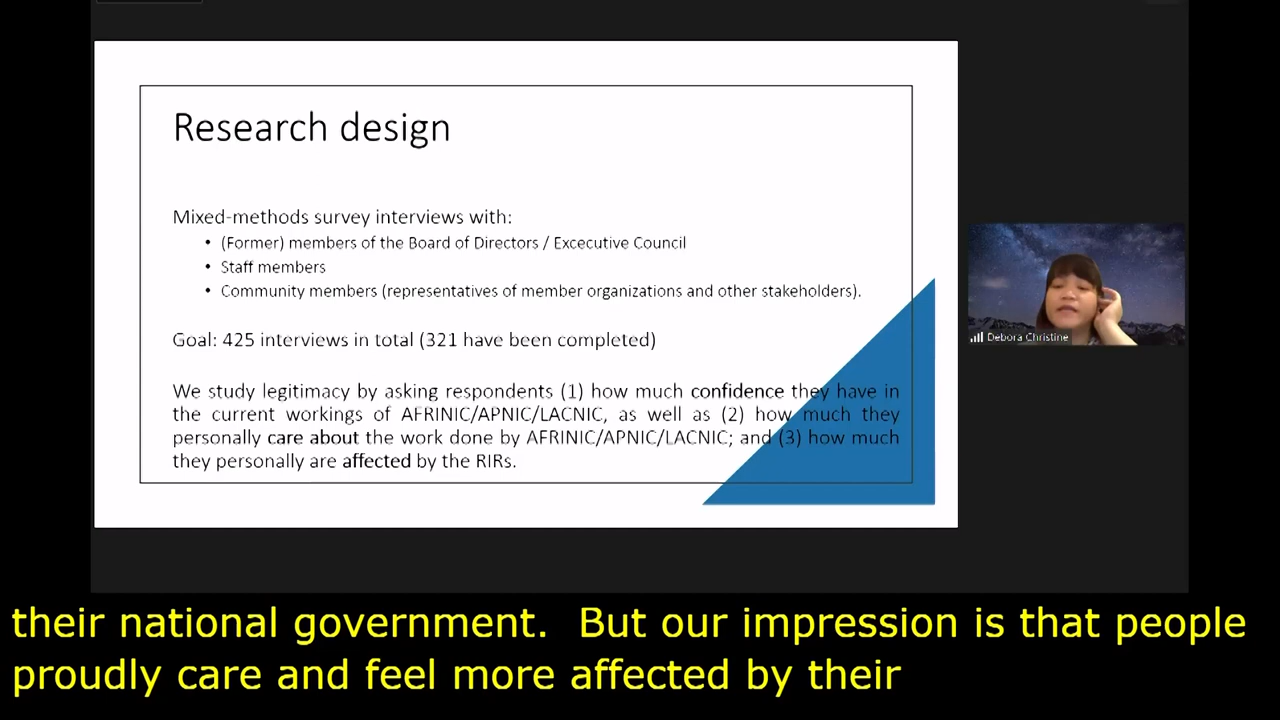 Research design
Mixed-methods survey interviews with:
• (Former) members of the Board of Directors / Excecutive Council
• Staff members
• Community members (representatives of member organizations and other stakeholders).
Goal: 425 interviews in total (321 have been completed)
We study legitimacy by asking respondents (1) how much confidence they have in
the current workings of AFRINIC/APNIC/LACNIC, as well as (2) how much they
personally care about the work done by AFRINIC/APNIC/LACNIC; and (3) how much
they personally are affected by the RIRs.
Debora Christine
their national government.  But our impression is that people
proudly care and feel more affected by their